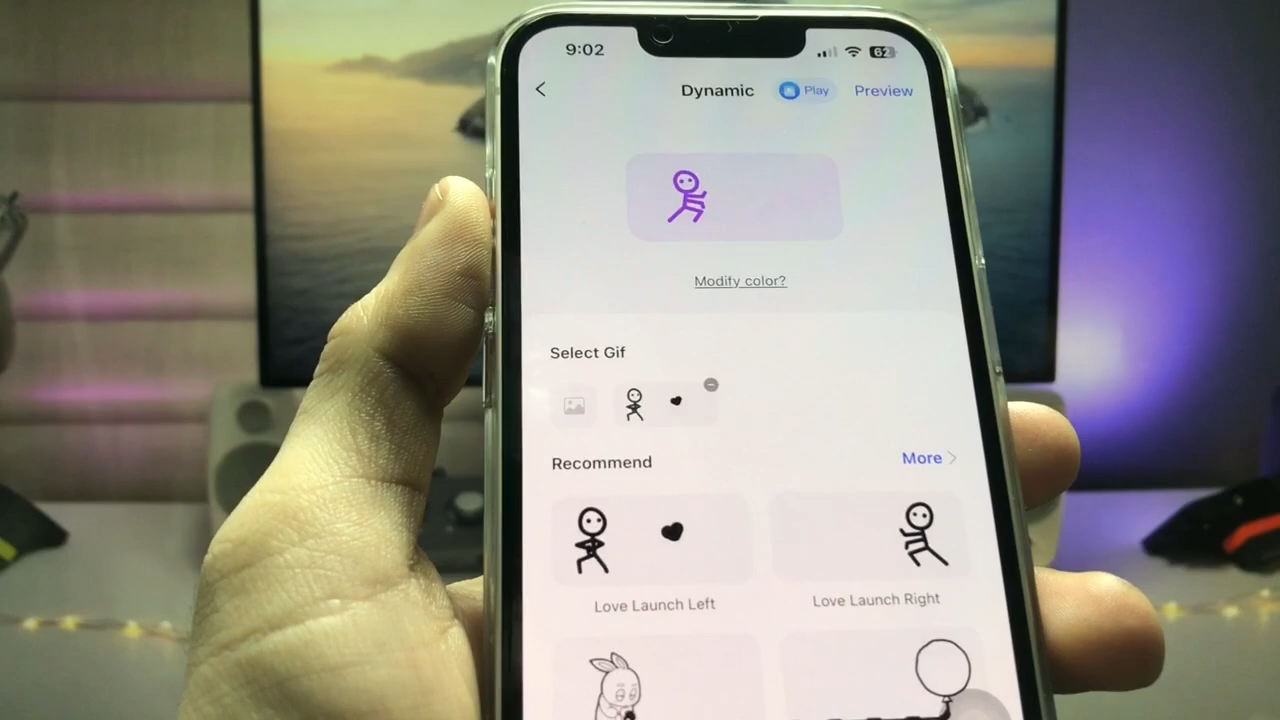 9:02
62
Dynamic
Play
Preview
Modify color?
Select Gif
Recommend
More
Love Launch Left
Love Launch Right